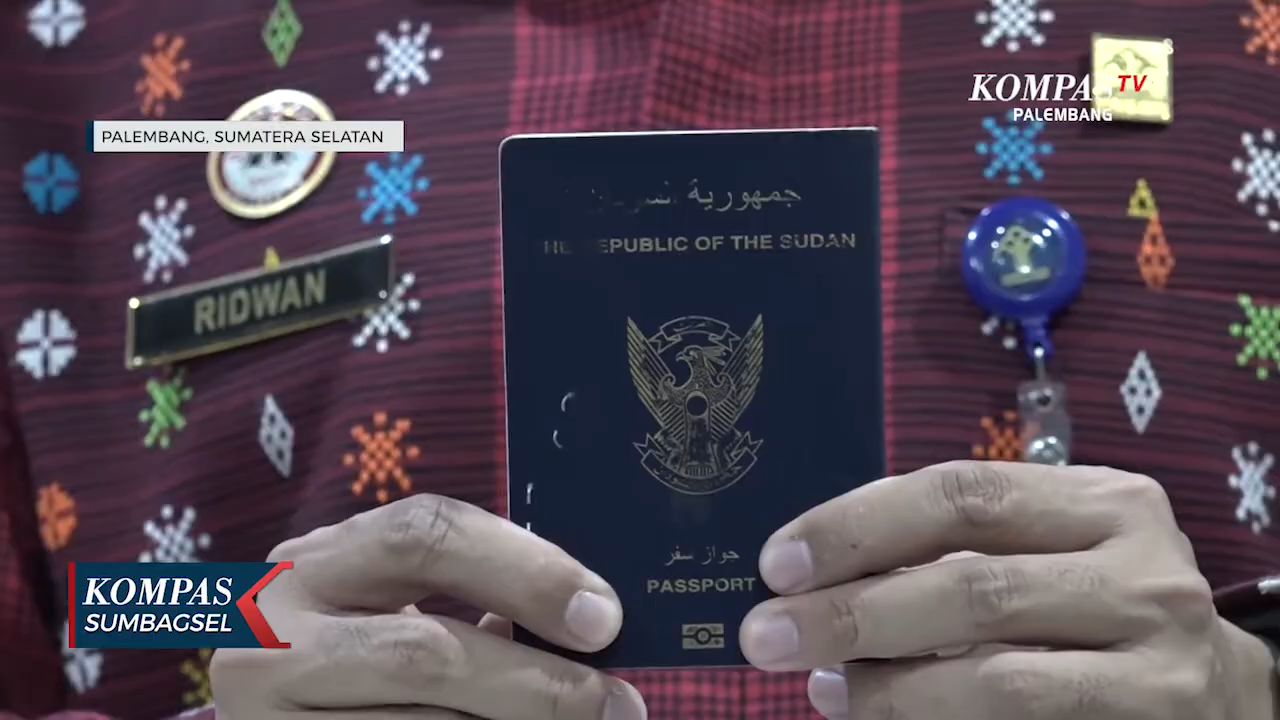 KOMPAS TV
PALEMBANG
PALEMBANG, SUMATERA SELATAN
RIDWAN
جمهورية
REPUBLIC OF THE SUDAN
جواز سفر
PASSPORT
KOMPAS
SUMBAGSEL